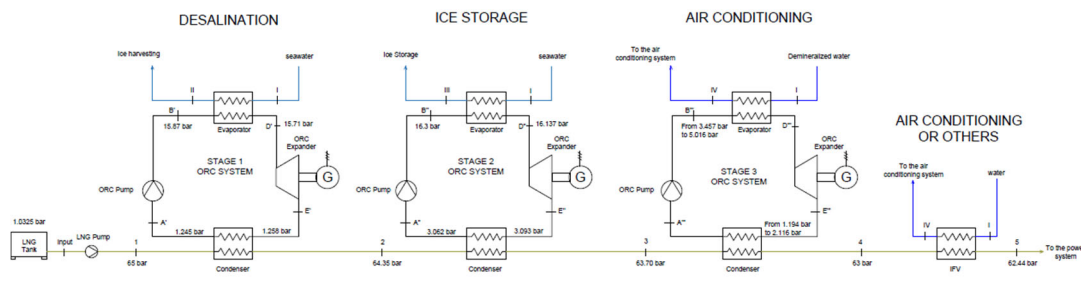 DESALINATION
ICE STORAGE
AIR CONDITIONING
AIR CONDITIONING
OR OTHERS
Ice harvesting
seawater
II
I
B'
15.87 bar
Evaporator
D'
15.71 bar
ORC
Expander
STAGE 1
ORC SYSTEM
G
ORC Pump
A'
E'
1.245 bar
1.258 bar
Condenser
Ice Storage
seawater
III
I
B''
16.3 bar
Evaporator
D''
16.137 bar
ORC
Expander
STAGE 2
ORC SYSTEM
G
ORC Pump
A''
E''
3.062 bar
3.093 bar
Condenser
To the air
conditioning system
Demineralized water
IV
I
B'''
From 3.457 bar
to 5.016 bar
Evaporator
D'''
ORC
Expander
STAGE 3
ORC SYSTEM
G
ORC Pump
A'''
E'''
From 1.194 bar
to 2.116 bar
Condenser
To the air
conditioning system
water
IV
I
IFV
1.0325 bar
LNG
Tank
Input
LNG Pump
1
65 bar
2
64.35 bar
3
63.70 bar
4
63 bar
5
62.44 bar
To the power
system